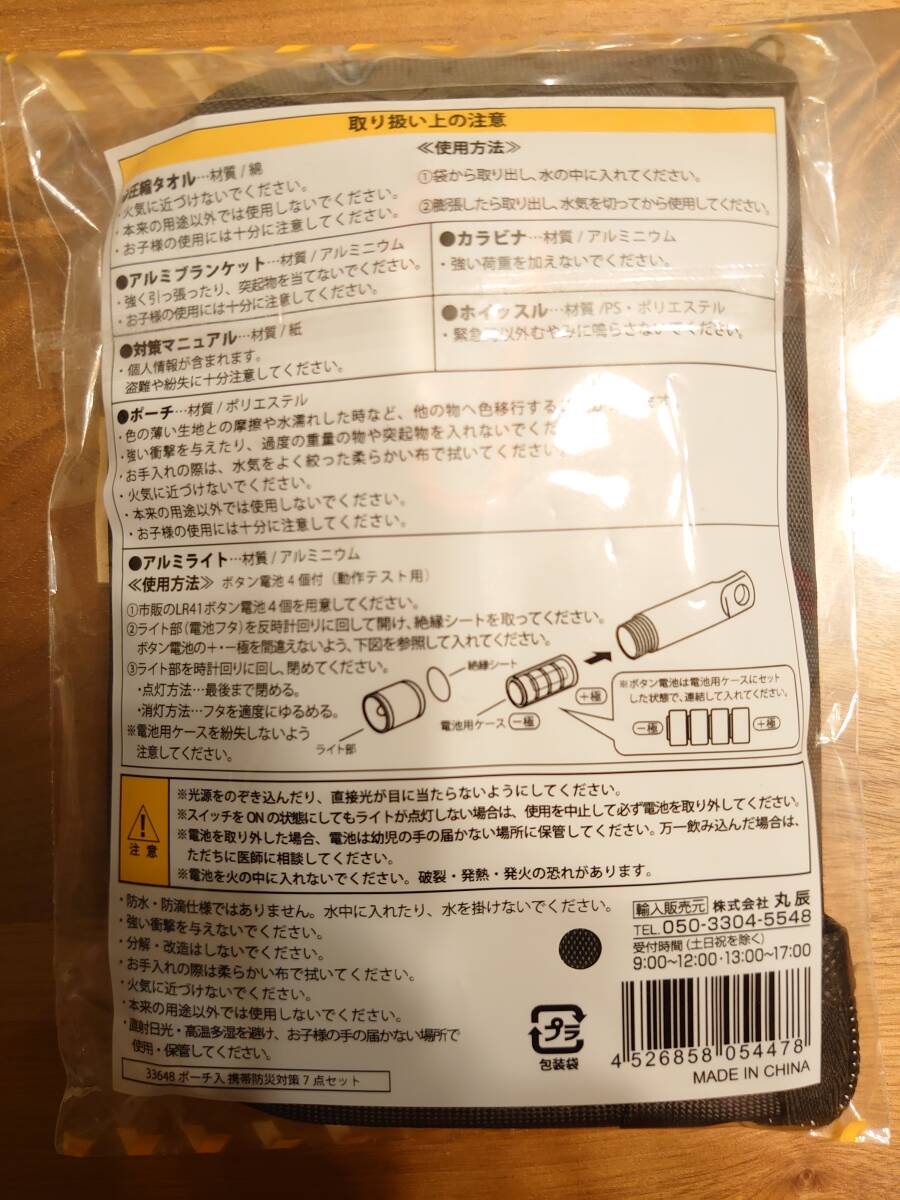 取り扱い上の注意
圧縮タオル…材質/綿
・火気に近づけないでください。
・本来の用途以外では使用しないでください。
・お子様の使用には十分に注意してください。
≪使用方法≫
①袋から取り出し、水の中に入れてください。
②膨張したら取り出し、水気を切ってから使用してください。
●アルミブランケット…材質/アルミニウム
・強く引っ張ったり、突起物を当てないでください。
・お子様の使用には十分に注意してください。
●カラビナ…材質/アルミニウム
・強い荷重を加えないでください。
●対策マニュアル…材質/紙
・個人情報が含まれます。
盗難や紛失に十分注意してください。
●ホイッスル…材質/PS・ポリエステル
・緊急 以外むやみに鳴らさないでください。
●ポーチ…材質/ポリエステル
・色の薄い生地との摩擦や水濡れした時など、他の物へ色移行する
・強い衝撃を与えたり、過度の重量の物や突起物を入れないでくだ
・お手入れの際は、水気をよく絞った柔らかい布で拭いてください。
・火気に近づけないでください。
・本来の用途以外では使用しないでください。
・お子様の使用には十分に注意してください。
●アルミライト…材質/アルミニウム
≪使用方法≫ ボタン電池4個付(動作テスト用)
①市販のLR41ボタン電池4個を用意してください。
②ライト部(電池フタ)を反時計回りに回して開け、絶縁シートを取ってください。
ボタン電池の+・-極を間違えないよう、下図を参照して入れてください。
③ライト部を時計回りに回し、閉めてください。
・点灯方法…最後まで閉める。
・消灯方法…フタを適度にゆるめる。
※電池用ケースを紛失しないよう
注意してください。
ライト部
絶縁シート
電池用ケース
-極
+極
※ボタン電池は電池用ケースにセット
した状態で、連結して入れてください。
-極
+極
注意
※光源をのぞき込んだり、直接光が目に当たらないようにしてください。
※スイッチをONの状態にしてもライトが点灯しない場合は、使用を中止して必ず電池を取り外してください。
※電池を取り外した場合、電池は幼児の手の届かない場所に保管してください。万一飲み込んだ場合は、
ただちに医師に相談してください。
※電池を火の中に入れないでください。破裂・発熱・発火の恐れがあります。
・防水・防滴仕様ではありません。水中に入れたり、水を掛けないでください。
・強い衝撃を与えないでください。
・分解・改造はしないでください。
・お手入れの際は柔らかい布で拭いてください。
・火気に近づけないでください。
・本来の用途以外では使用しないでください。
・直射日光・高温多湿を避け、お子様の手の届かない場所で
使用・保管してください。
33648 ポーチ入 携帯防災対策7点セット
輸入販売元 株式会社 丸辰
TEL.050-3304-5548
受付時間(土日祝を除く)
9:00~12:00・13:00~17:00
プラ
包装袋
4 526858 054478
MADE IN CHINA